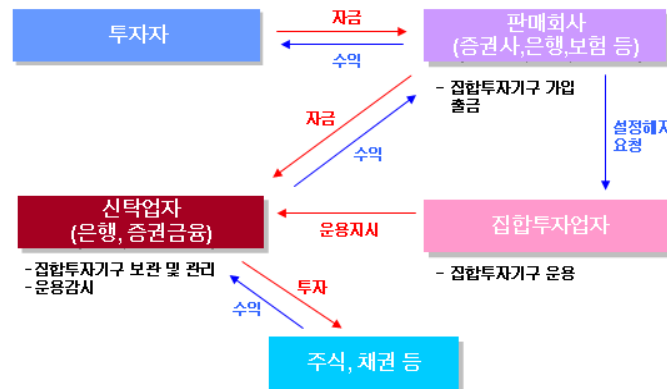 투자자
자금
수익
판매회사
(증권사,은행,보험 등)
- 집합투자기구 가입
출금
자금
수익
설정해지
요청
신탁업자
(은행, 증권금융)
운용지시
집합투자업자
-집합투자기구 보관 및 관리
-운용감시
- 집합투자기구 운용
투자
수익
주식, 채권 등